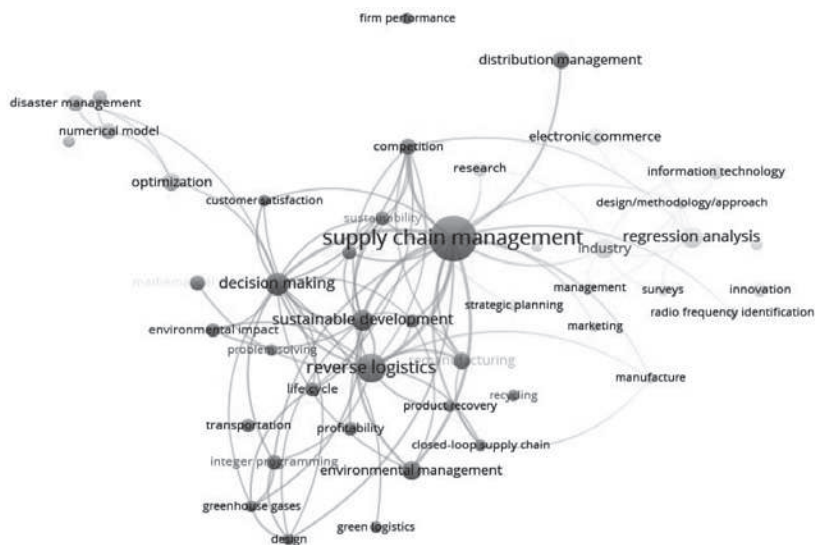 firm performance
distribution management
disaster management
numerical model
electronic commerce
competition
research
information technology
optimization
customer satisfaction
design/methodology/approach
sustainability
supply chain management
regression analysis
industry
decision making
management
surveys
innovation
strategic planning
radio frequency identification
sustainable development
environmental impact
marketing
problem solving
remanufacturing
reverse logistics
manufacture
life cycle
recycling
product recovery
transportation
profitability
closed-loop supply chain
integer programming
environmental management
greenhouse gases
green logistics
design